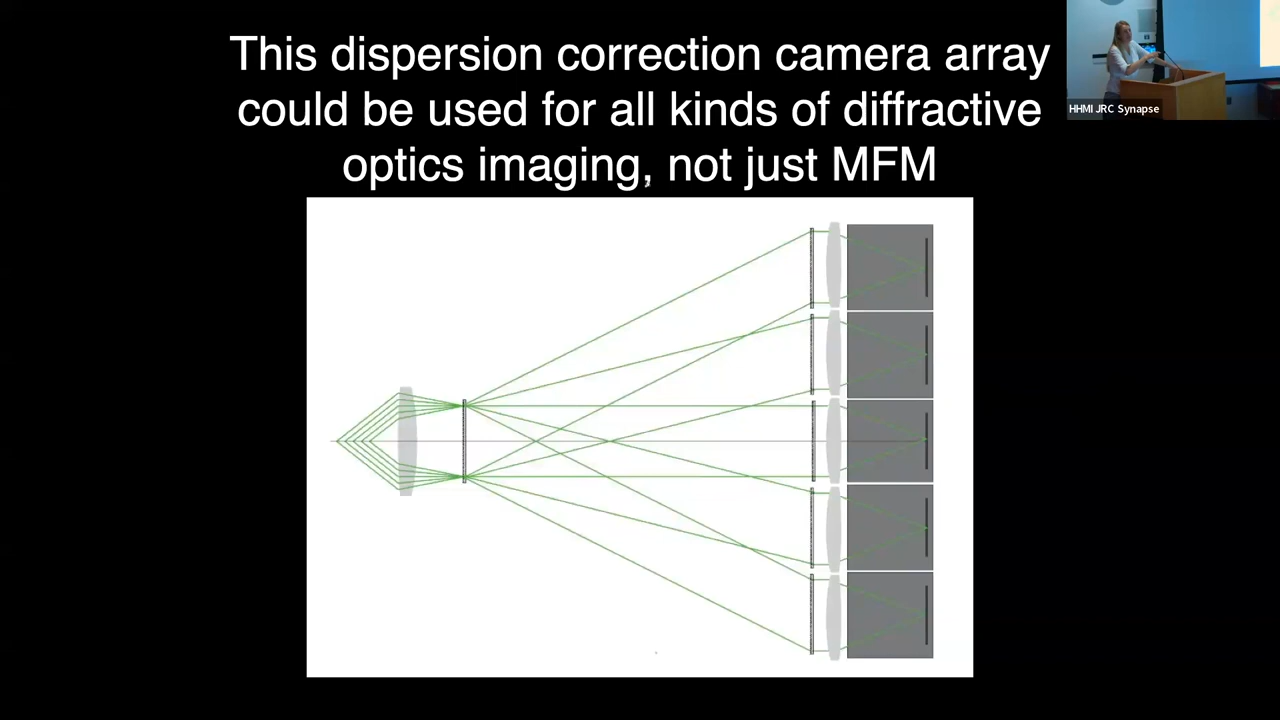 This dispersion correction camera array
could be used for all kinds of diffractive
optics imaging, not just MFM
HHMI JRC Synapse